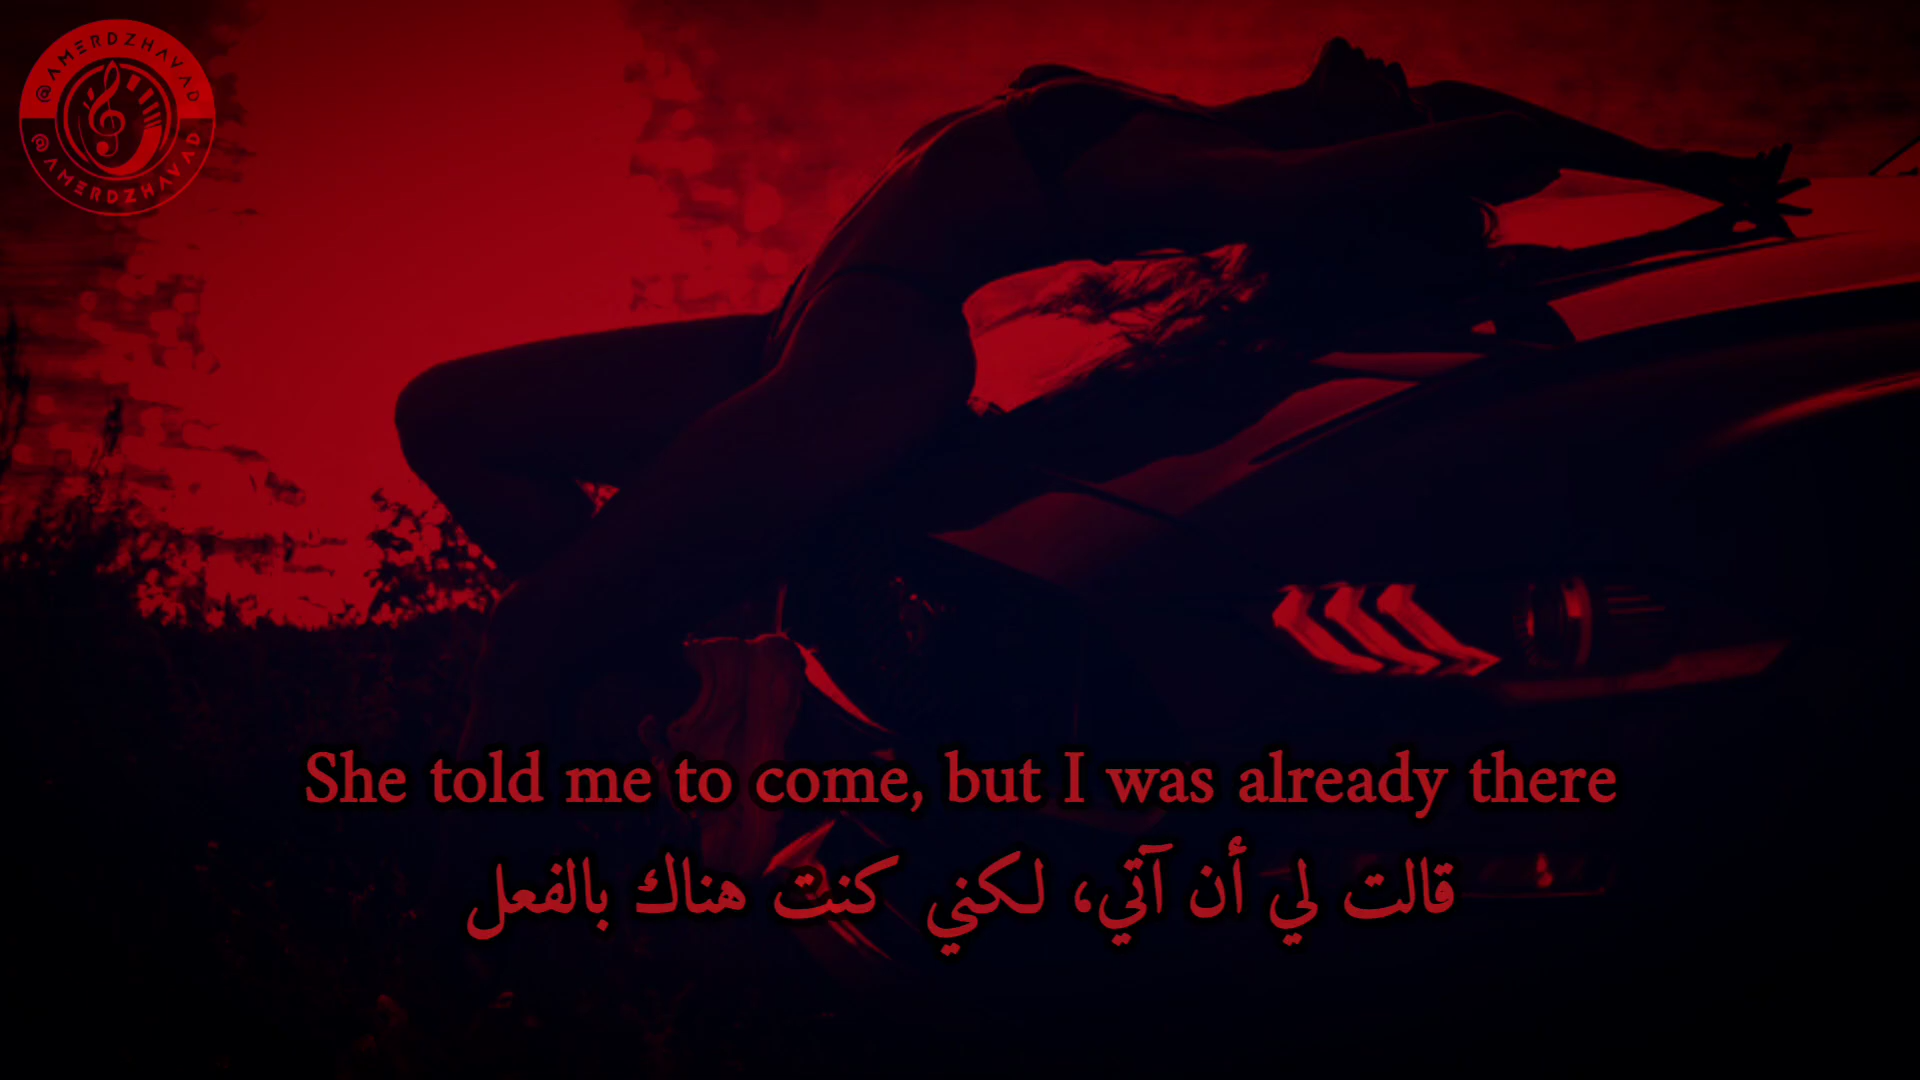 @AMERDZHAVAD
@AMERDZHAVAD
She told me to come, but I was already there
قالت لي أن آتي، لكني كنت هناك بالفعل